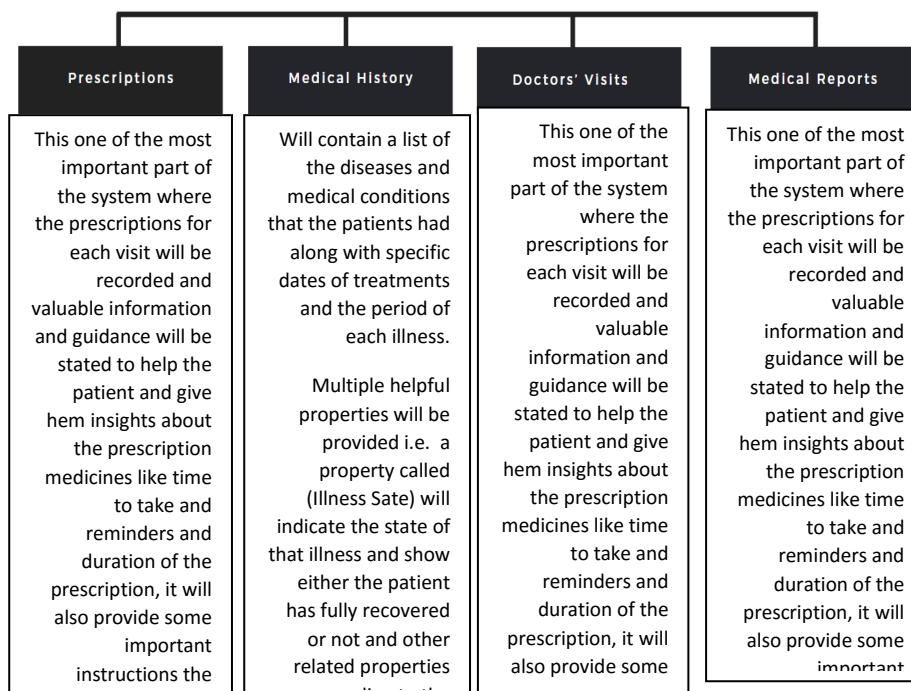 Prescriptions
This one of the most
important part of
the system where
the prescriptions for
each visit will be
recorded and
valuable information
and guidance will be
stated to help the
patient and give
hem insights about
the prescription
medicines like time
to take and
reminders and
duration of the
prescription, it will
also provide some
important
instructions the
Medical History
Will contain a list of
the diseases and
medical conditions
that the patients had
along with specific
dates of treatments
and the period of
each illness.
Multiple helpful
properties will be
provided i.e. a
property called
(Illness Sate) will
indicate the state of
that illness and show
either the patient
has fully recovered
or not and other
related properties
Doctors' Visits
This one of the
most important
part of the system
where the
prescriptions for
each visit will be
recorded and
valuable
information and
guidance will be
stated to help the
patient and give
hem insights about
the prescription
medicines like time
to take and
reminders and
duration of the
prescription, it will
also provide some
Medical Reports
This one of the most
important part of
the system where
the prescriptions for
each visit will be
recorded and
valuable
information and
guidance will be
stated to help the
patient and give
hem insights about
the prescription
medicines like time
to take and
reminders and
duration of the
prescription, it will
also provide some
important